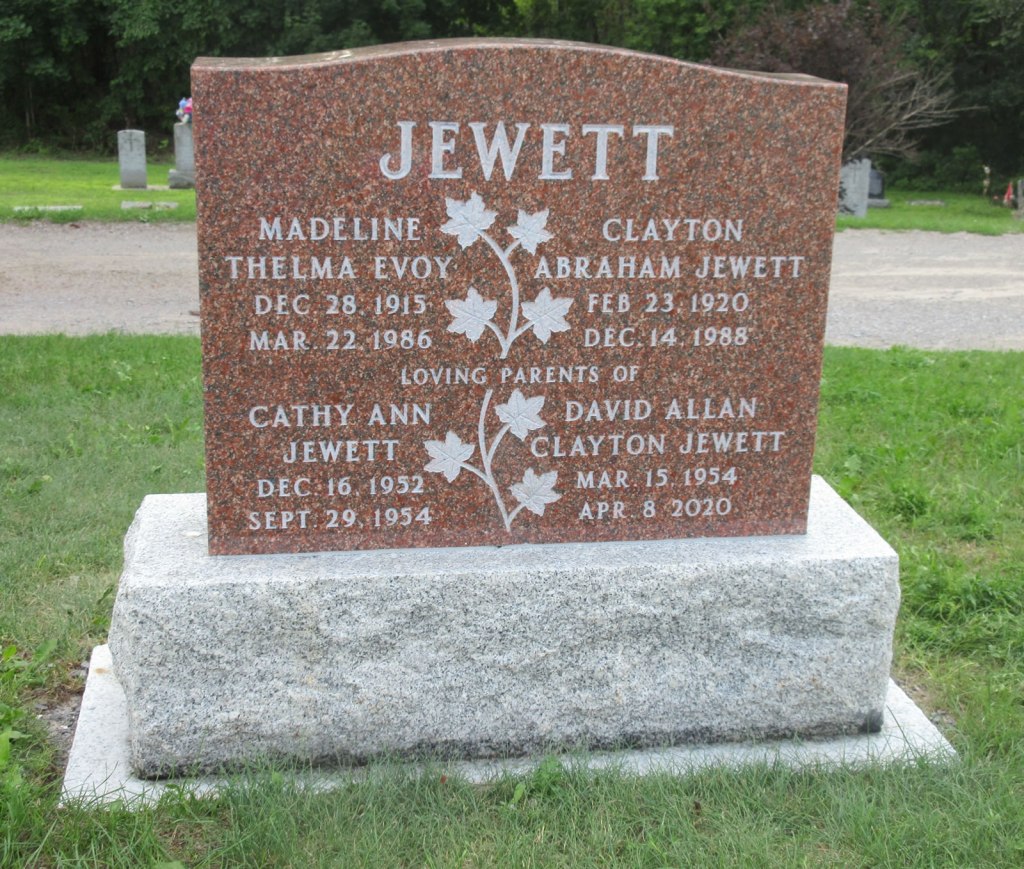 JEWETT
MADELINE
THELMA EVOY
DEC 28. 1915
MAR. 22. 1986
CLAYTON
ABRAHAM JEWETT
FEB 23. 1920
DEC. 14. 1988
LOVING PARENTS OF
CATHY ANN
JEWETT
DEC. 16. 1952
SEPT. 29. 1954
DAVID ALLAN
CLAYTON JEWETT
MAR. 15. 1954
APR. 8 2020